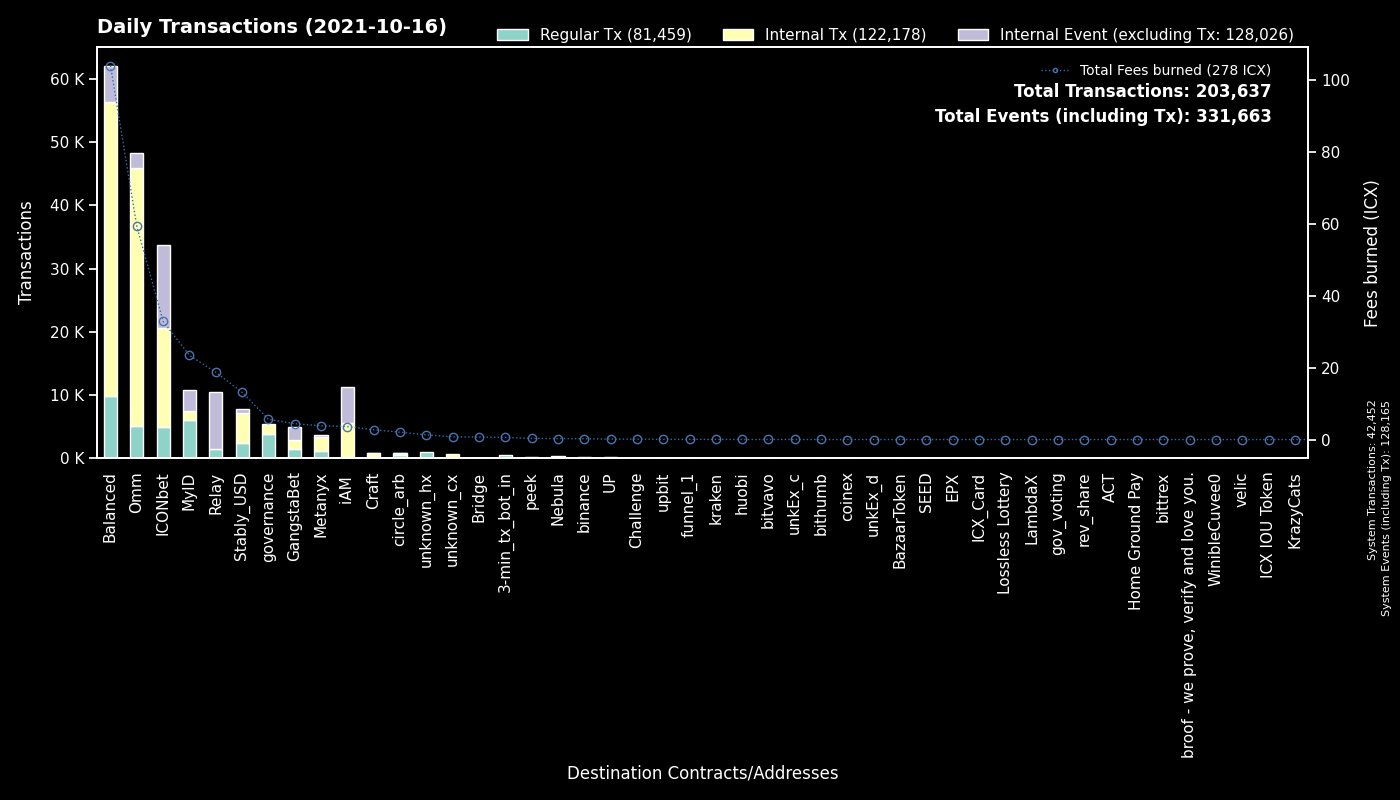 Daily Transactions (2021-10-16)
Regular Tx (81,459)
Internal Tx (122,178)
Internal Event (excluding Tx: 128,026)
Total Fees burned (278 ICX)
Total Transactions: 203,637
Total Events (including Tx): 331,663
Transactions
60 K
50 K
40 K
30 K
20 K
10 K
0 K
100
80
60
40
20
0
Fees burned (ICX)
System Transactions: 42,452
System Events (including Tx): 128,165
Balanced
Omm
ICONbet
MyID
Relay
Stably_USD
governance
GangstaBet
Metanyx
iAM
Craft
circle_arb
unknown_hx
unknown_cx
Bridge
3-min_tx_bot_in
peek
Nebula
binance
UP
Challenge
upbit
funnel_1
kraken
huobi
bitvavo
unkEx_c
bithumb
coinex
unkEx_d
BazaarToken
SEED
EPX
ICX_Card
Lossless Lottery
LambdaX
gov_voting
rev_share
ACT
Home Ground Pay
bittrex
broof - we prove, verify and love you.
WinibleCuvee0
velic
ICX IOU Token
KrazyCats
Destination Contracts/Addresses